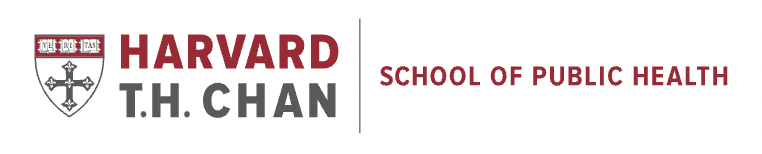 VE RI TAS
HARVARD
T.H. CHAN
SCHOOL OF PUBLIC HEALTH